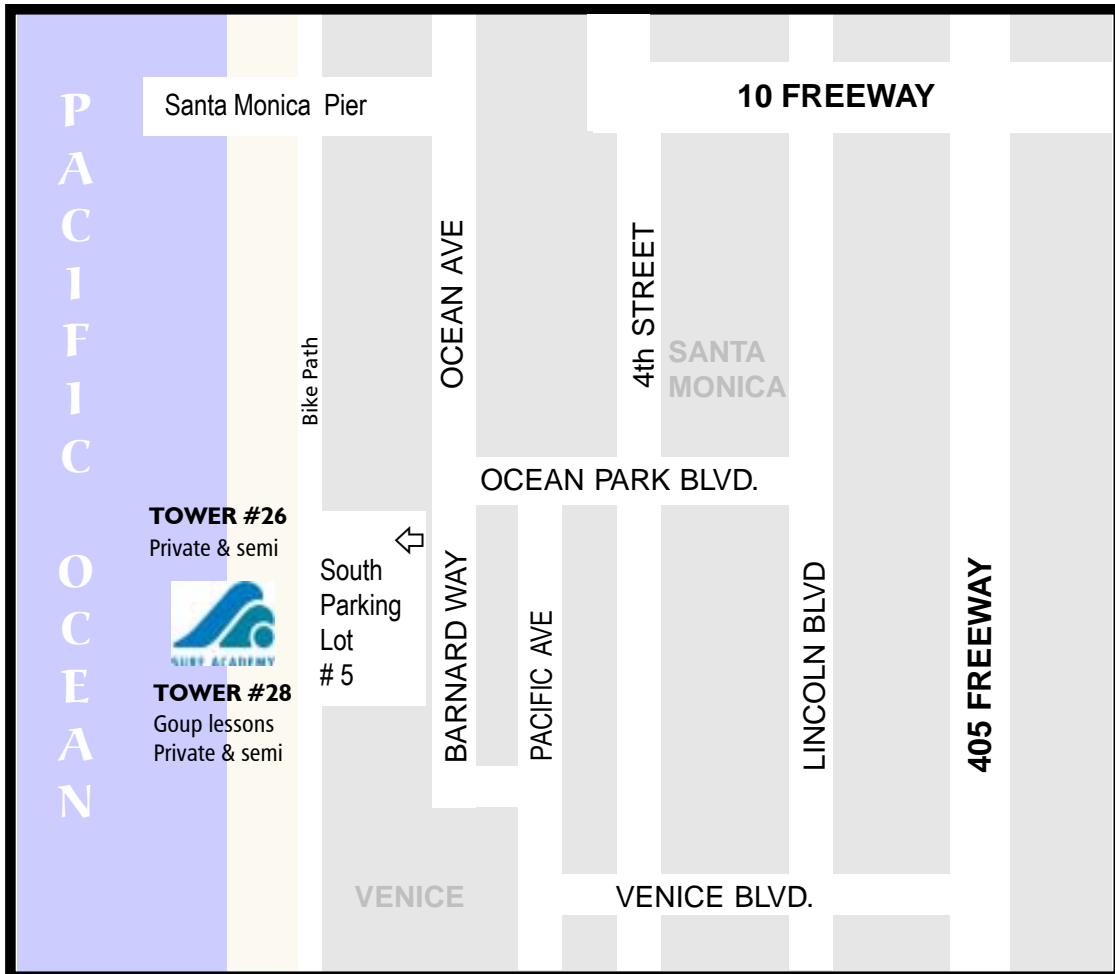 PACIFIC OCEAN
Santa Monica Pier
10 FREEWAY
Bike Path
OCEAN AVE
4th STREET
SANTA
MONICA
OCEAN PARK BLVD.
TOWER #26
Private & semi
SURF ACADEMY
TOWER #28
Goup lessons
Private & semi
South
Parking
Lot
# 5
BARNARD WAY
PACIFIC AVE
LINCOLN BLVD
405 FREEWAY
VENICE
VENICE BLVD.